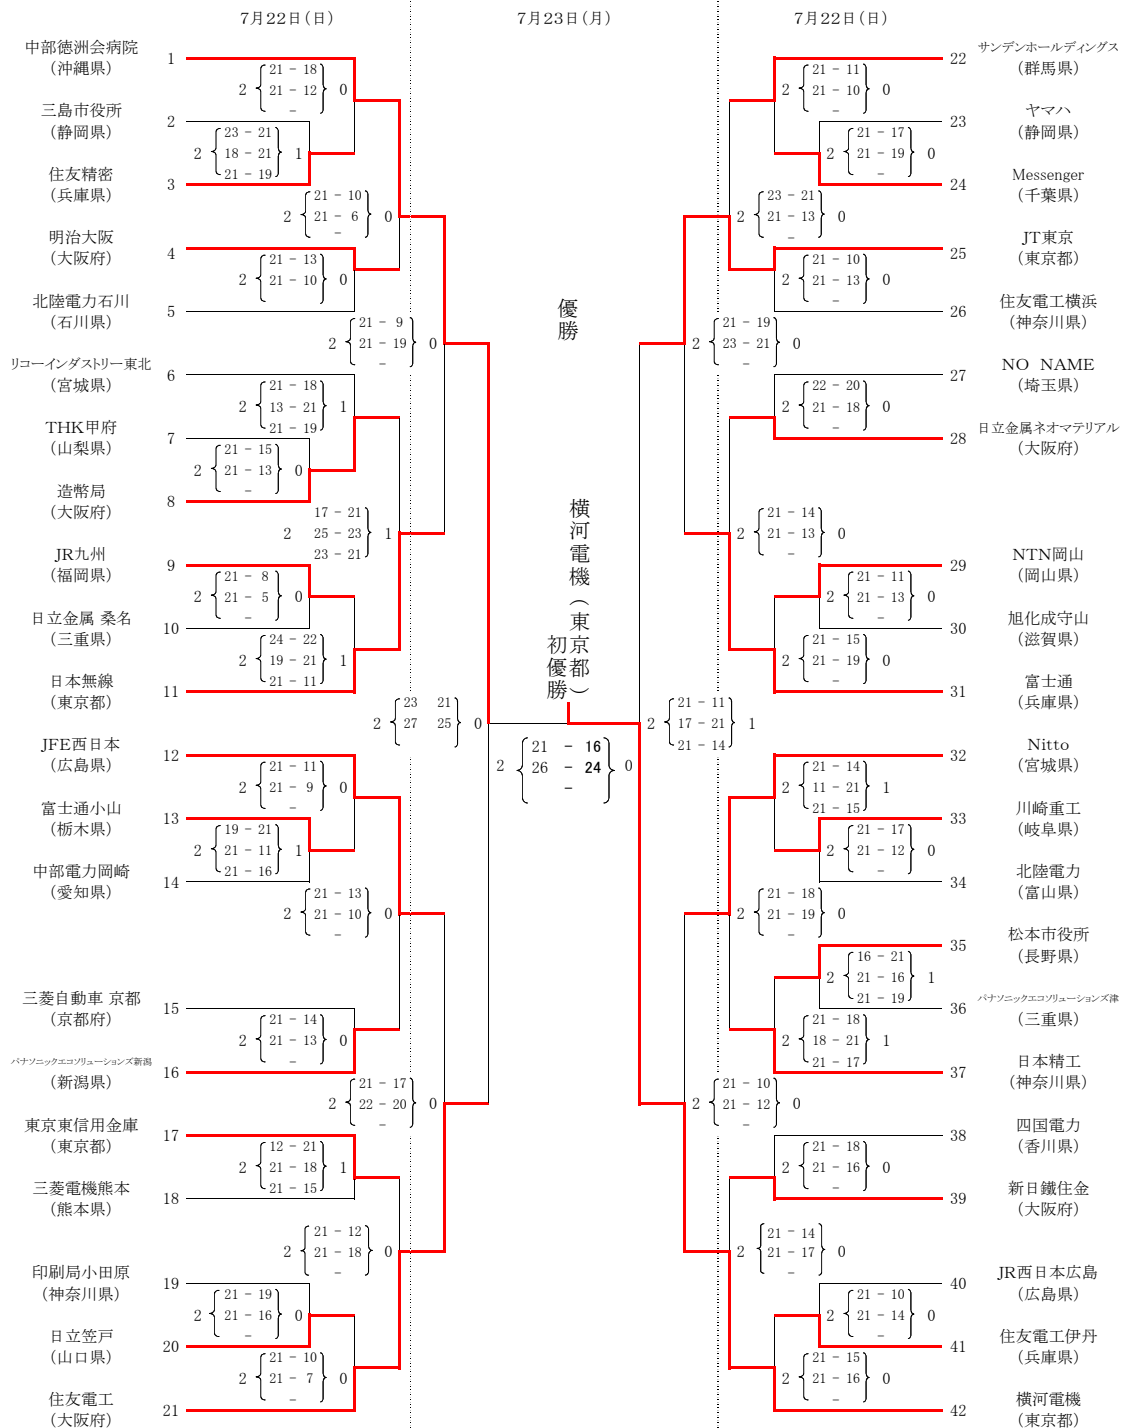 7月22日（日）
7月23日（月）
7月22日（日）
中部徳洲会病院
（沖縄県）
1
21 - 18
2 21 - 12 0
-
三島市役所
（静岡県）
2
23 - 21
2 18 - 21 1
21 - 19
住友精密
（兵庫県）
3
21 - 10
2 21 - 6 0
-
明治大阪
（大阪府）
4
21 - 13
2 21 - 10 0
-
北陸電力石川
（石川県）
5
21 - 9
2 21 - 19 0
-
リコーインダストリー東北
（宮城県）
6
21 - 18
2 13 - 21 1
21 - 19
THK甲府
（山梨県）
7
21 - 15
2 21 - 13 0
-
造幣局
（大阪府）
8
17 - 21
2 25 - 23 1
23 - 21
JR九州
（福岡県）
9
21 - 8
2 21 - 5 0
-
日立金属 桑名
（三重県）
10
24 - 22
2 19 - 21 1
21 - 11
日本無線
（東京都）
11
23 21
2 27 25 0
JFE西日本
（広島県）
12
21 - 11
2 21 - 9 0
-
富士通小山
（栃木県）
13
19 - 21
2 21 - 11 1
21 - 16
中部電力岡崎
（愛知県）
14
21 - 13
2 21 - 10 0
-
三菱自動車 京都
（京都府）
15
21 - 14
2 21 - 13 0
-
パナソニックエコソリューションズ新潟
（新潟県）
16
21 - 17
2 22 - 20 0
-
東京東信用金庫
（東京都）
17
12 - 21
2 21 - 18 1
21 - 15
三菱電機熊本
（熊本県）
18
21 - 12
2 21 - 18 0
-
印刷局小田原
（神奈川県）
19
21 - 19
2 21 - 16 0
-
日立笠戸
（山口県）
20
21 - 10
2 21 - 7 0
-
住友電工
（大阪府）
21
優勝
横河電機（東京都）
初優勝
21 - 16
2 26 - 24 0
-
サンデンホールディングス
22
（群馬県）
21 - 11
2 21 - 10 0
-
ヤマハ
23
（静岡県）
21 - 17
2 21 - 19 0
-
Messenger
24
（千葉県）
23 - 21
2 21 - 13 0
-
JT東京
25
（東京都）
21 - 10
2 21 - 13 0
-
26
住友電工横浜
（神奈川県）
21 - 19
2 23 - 21 0
-
NO NAME
27
（埼玉県）
22 - 20
2 21 - 18 0
-
日立金属ネオマテリアル
28
（大阪府）
21 - 14
2 21 - 13 0
-
NTN岡山
29
（岡山県）
21 - 11
2 21 - 13 0
-
旭化成守山
30
（滋賀県）
21 - 15
2 21 - 19 0
-
富士通
31
（兵庫県）
21 - 11
2 17 - 21 1
21 - 14
Nitto
32
（宮城県）
21 - 14
2 11 - 21 1
21 - 15
川崎重工
33
（岐阜県）
21 - 17
2 21 - 12 0
-
北陸電力
34
（富山県）
21 - 18
2 21 - 19 0
-
松本市役所
35
（長野県）
16 - 21
2 21 - 16 1
21 - 19
パナソニックエコソリューションズ津
36
（三重県）
21 - 18
2 18 - 21 1
21 - 17
日本精工
37
（神奈川県）
21 - 10
2 21 - 12 0
-
四国電力
38
（香川県）
21 - 18
2 21 - 16 0
-
新日鐵住金
39
（大阪府）
21 - 14
2 21 - 17 0
-
JR西日本広島
40
（広島県）
21 - 10
2 21 - 14 0
-
住友電工伊丹
41
（兵庫県）
21 - 15
2 21 - 16 0
-
横河電機
42
（東京都）